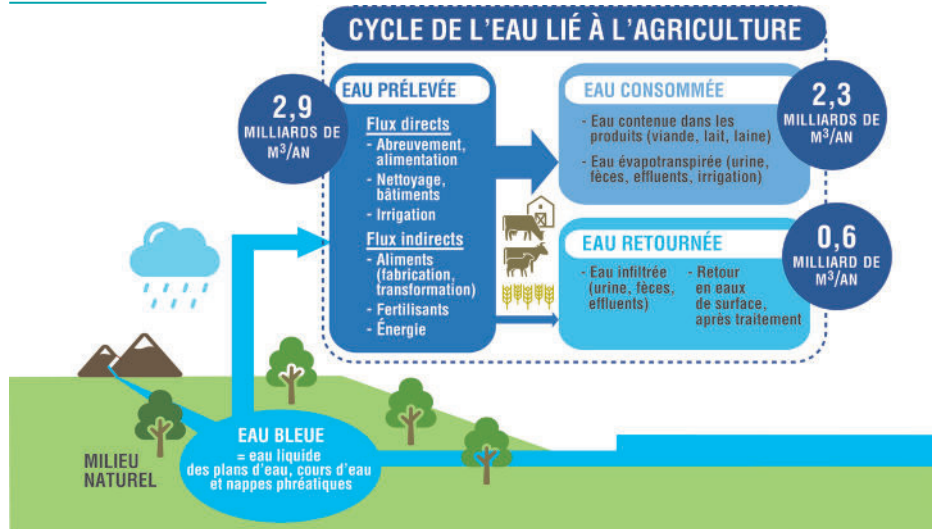 CYCLE DE L'EAU LIÉ À L'AGRICULTURE
2,9
MILLIARDS DE
M³/AN
EAU PRÉLEVÉE
Flux directs
- Abreuvement,
alimentation
- Nettoyage,
bâtiments
- Irrigation
Flux indirects
- Aliments
(fabrication,
transformation)
- Fertilisants
- Énergie
EAU CONSOMMÉE
- Eau contenue dans les
produits (viande, lait, laine)
- Eau évapotranspirée (urine,
fèces, effluents, irrigation)
2,3
MILLIARDS DE
M³/AN
EAU RETOURNÉE
- Eau infiltrée
(urine, fèces,
effluents)
- Retour
en eaux
de surface,
après traitement
0,6
MILLIARD DE
M³/AN
EAU BLEUE
= eau liquide
des plans d'eau, cours d'eau
et nappes phréatiques
MILIEU
NATUREL